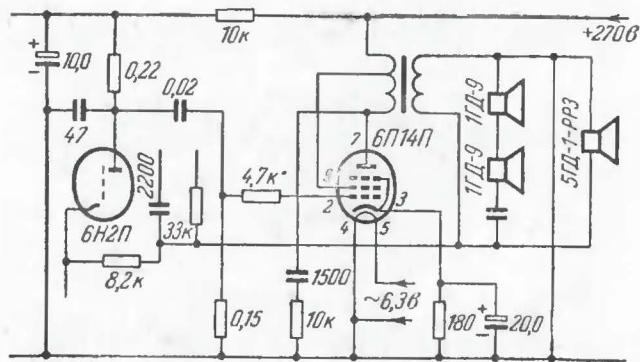 10к
+270в
+
-
10,0
0,22
0,02
47
6Н2П
2200
33к
8,2к
4,7к
7
6П14П
9
2
3
4
5
1ГД-9
1ГД-9
5ГД-1-РРЗ
0,15
1500
10к
~6,3в
180
+
-
20,0